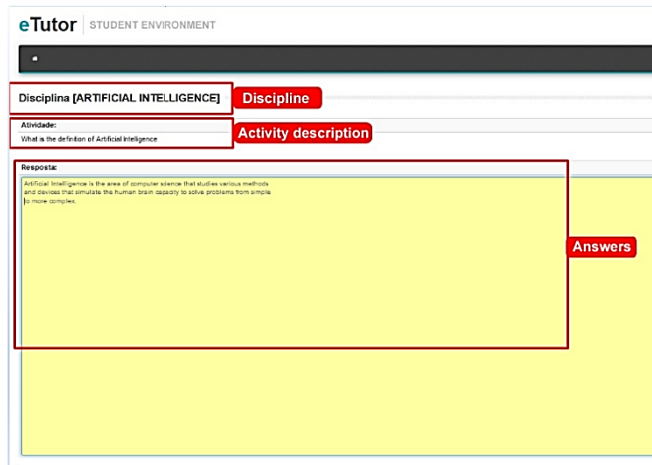 eTutor STUDENT ENVIRONMENT
Disciplina [ARTIFICIAL INTELLIGENCE] Discipline
Atividade:
Activity description
What is the definition of Artificial Intelligence
Resposta:
Artificial Intelligence is the area of computer science that studies various methods
and devices that simulate the human brain capacity to solve problems from simple
to more complex.
Answers